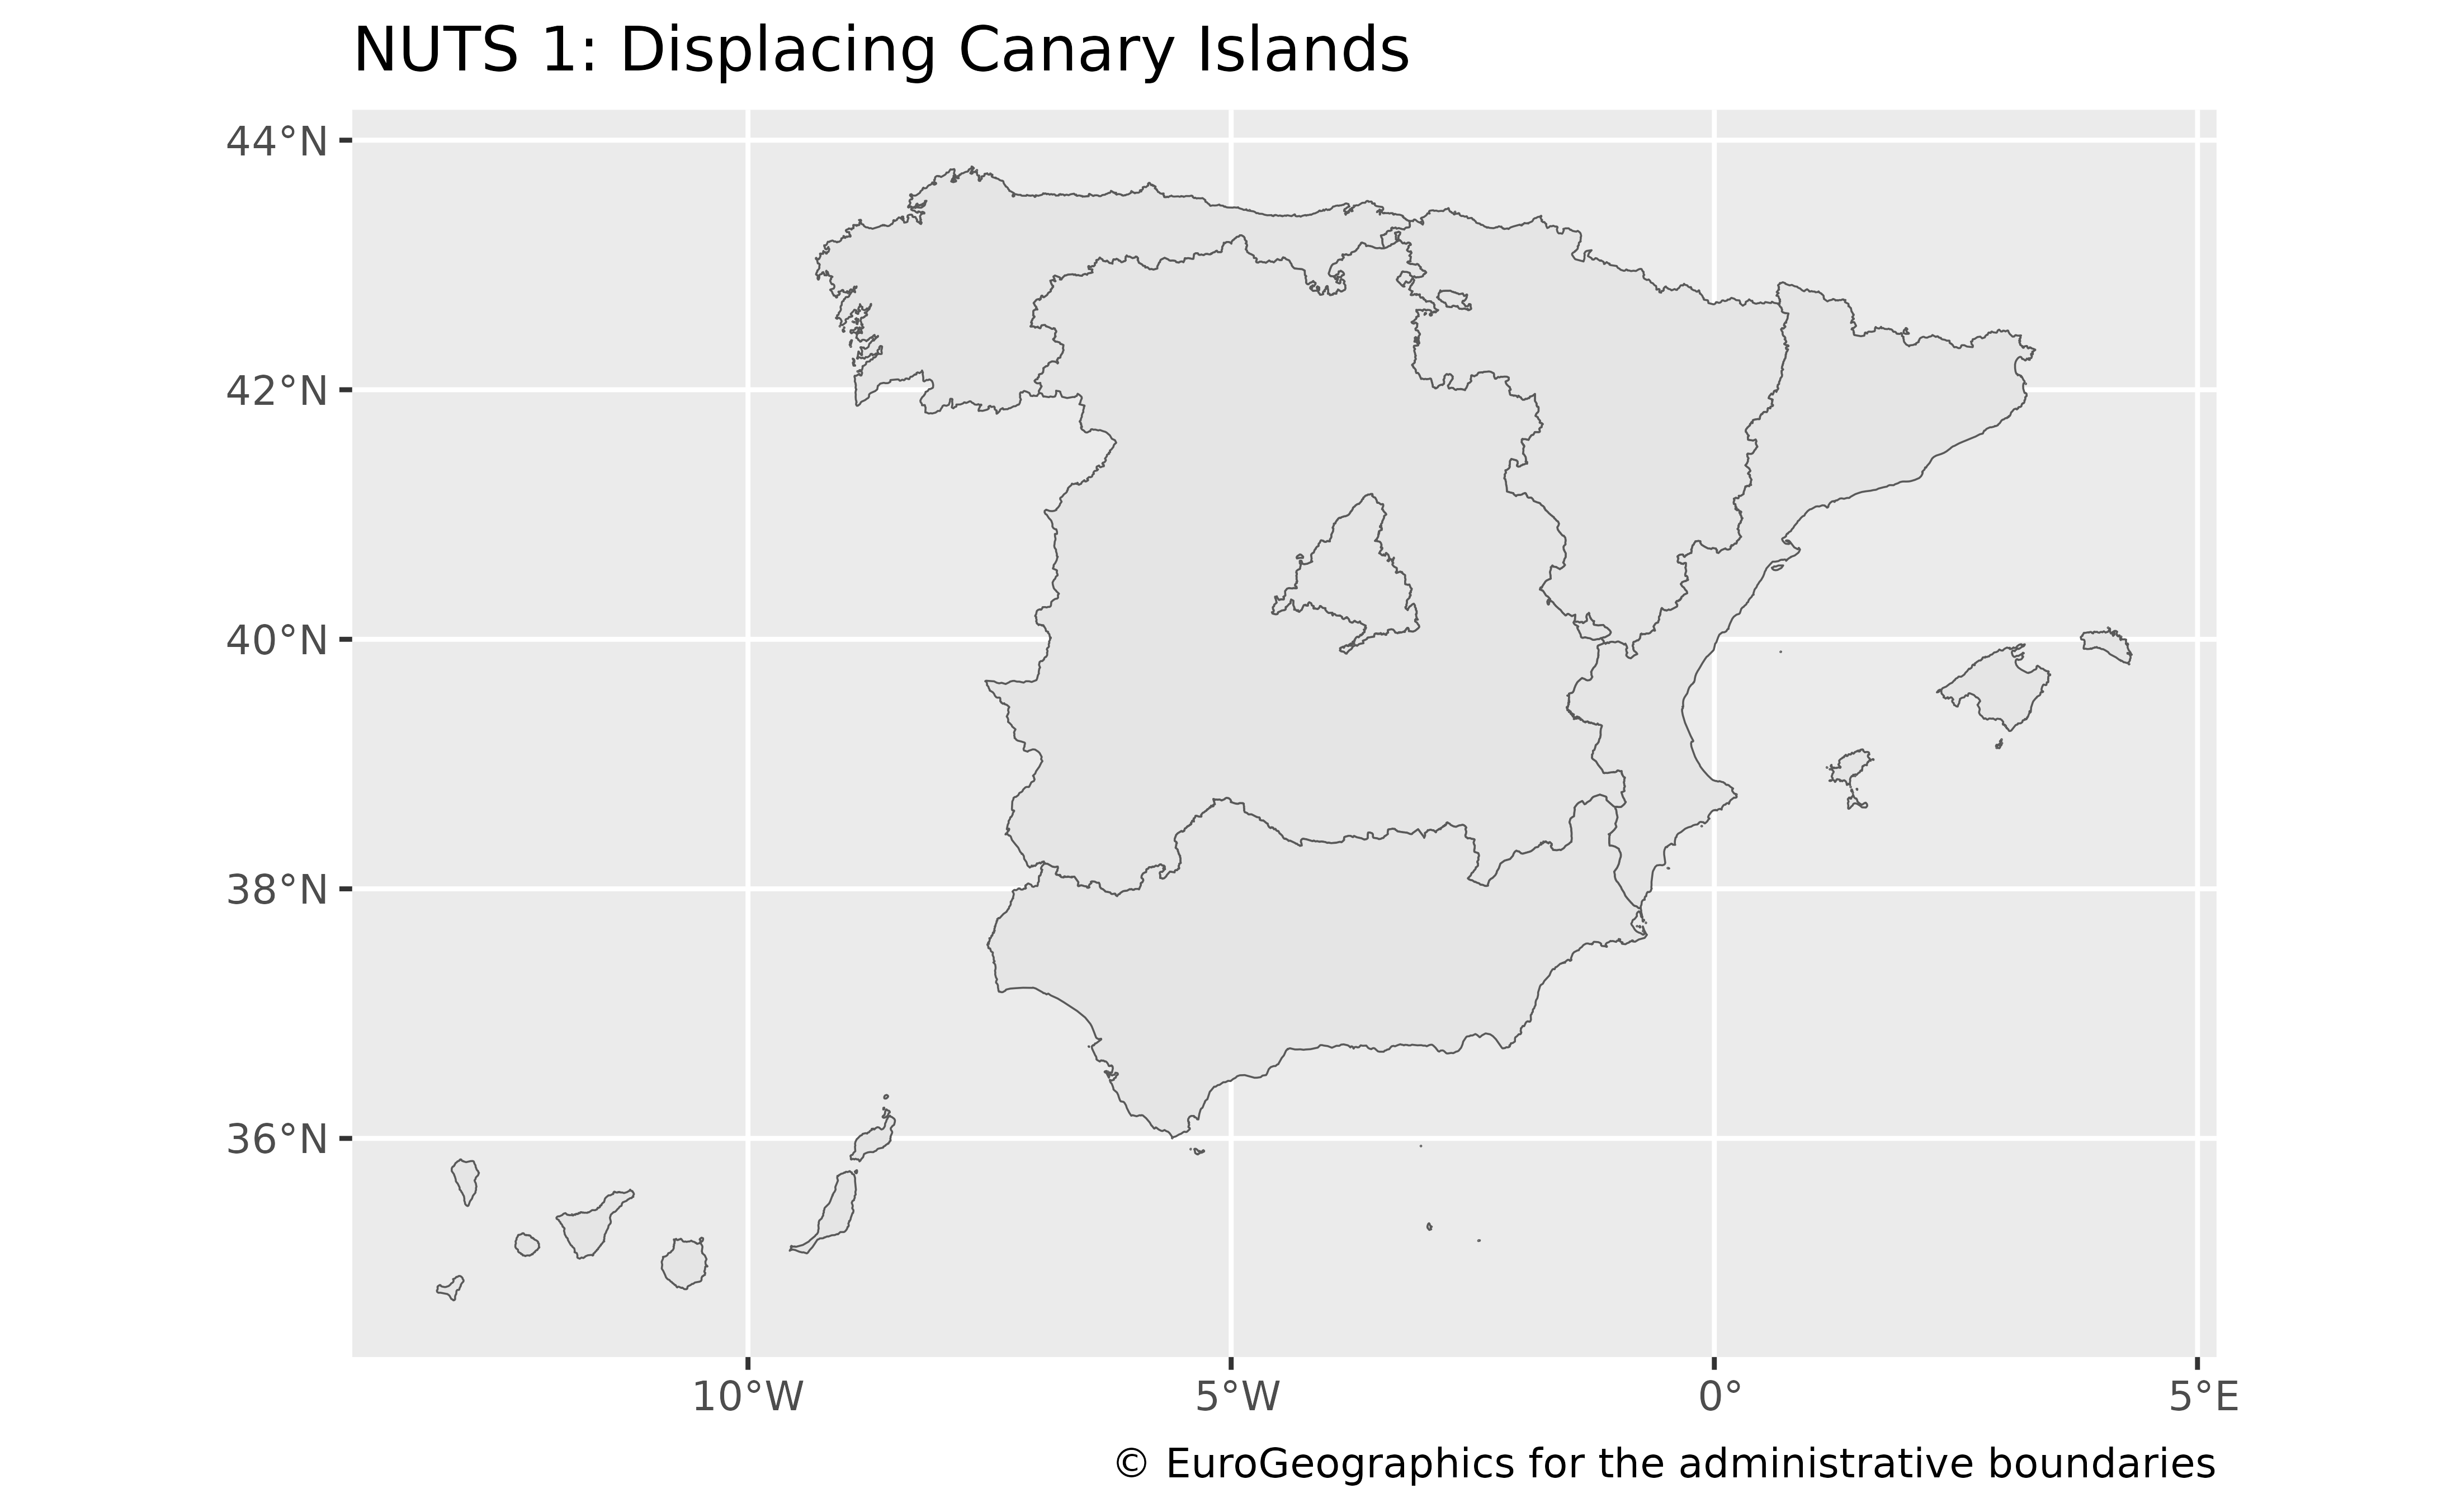 NUTS 1: Displacing Canary Islands
44°N
42°N
40°N
38°N
36°N
10°W
5°W
0°
5°E
© EuroGeographics for the administrative boundaries